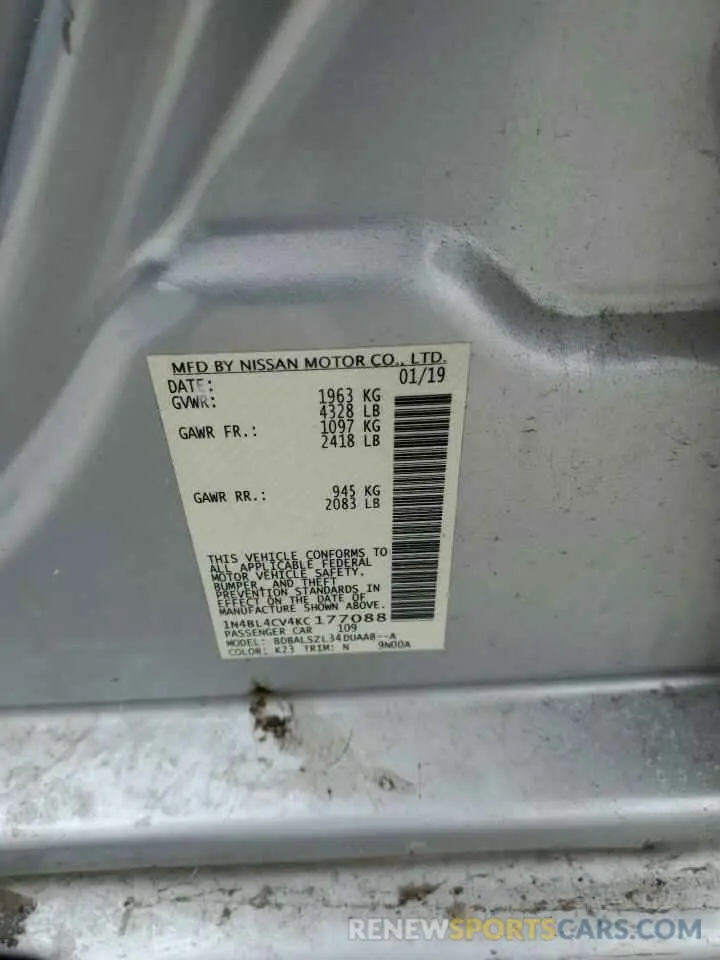 MFD BY NISSAN MOTOR CO., LTD.
DATE: 01/19
GVWR: 1963 KG
4328 LB
GAWR FR.: 1097 KG
2418 LB
GAWR RR.: 945 KG
2083 LB
THIS VEHICLE CONFORMS TO
ALL APPLICABLE FEDERAL
MOTOR VEHICLE SAFETY,
BUMPER, AND THEFT
PREVENTION STANDARDS IN
EFFECT ON THE DATE OF
MANUFACTURE SHOWN ABOVE.
1N4BL4CV4KC177088
PASSENGER CAR 109
MODEL: BDBALSZL34DUAA8--A
COLOR: K23 TRIM: N 9N00A
RENEWSPORTSCARS.COM